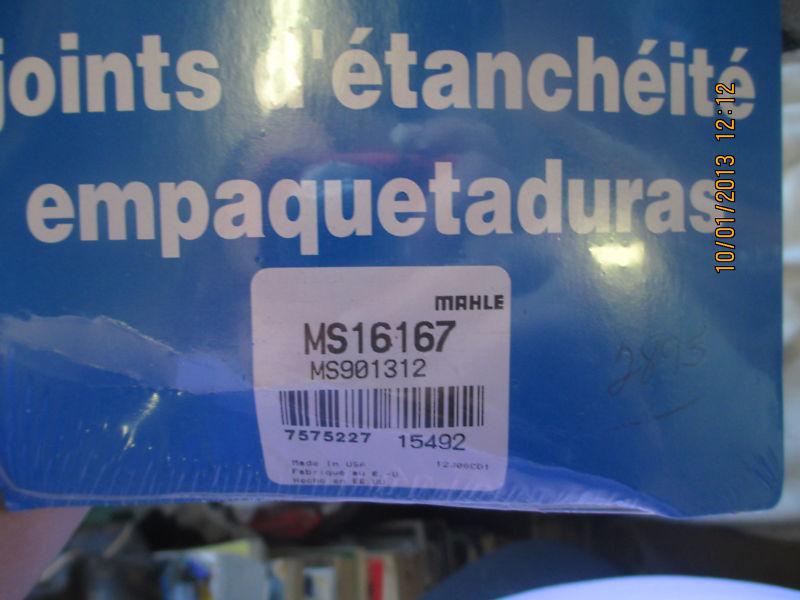 joints d'étanchéité
empaquetaduras
MAHLE
MS16167
MS901312
7575227 15492
Made in USA 12J06CD1
Fabriqué au É.-U
Hecho en EE.UU
10/01/2013 12:12